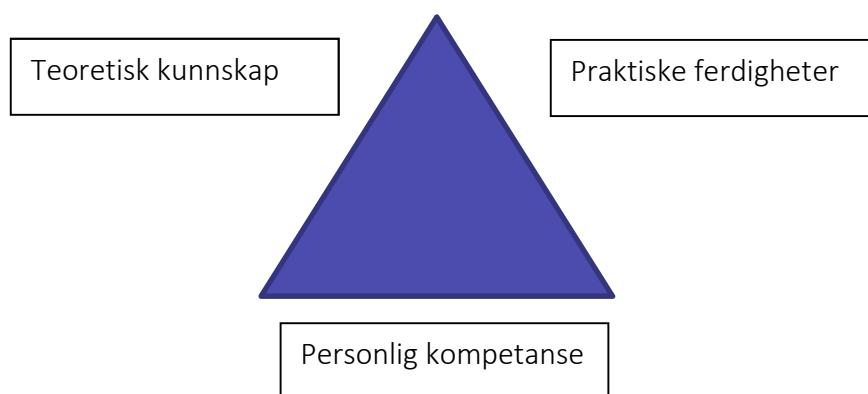 Teoretisk kunnskap
Praktiske ferdigheter
Personlig kompetanse